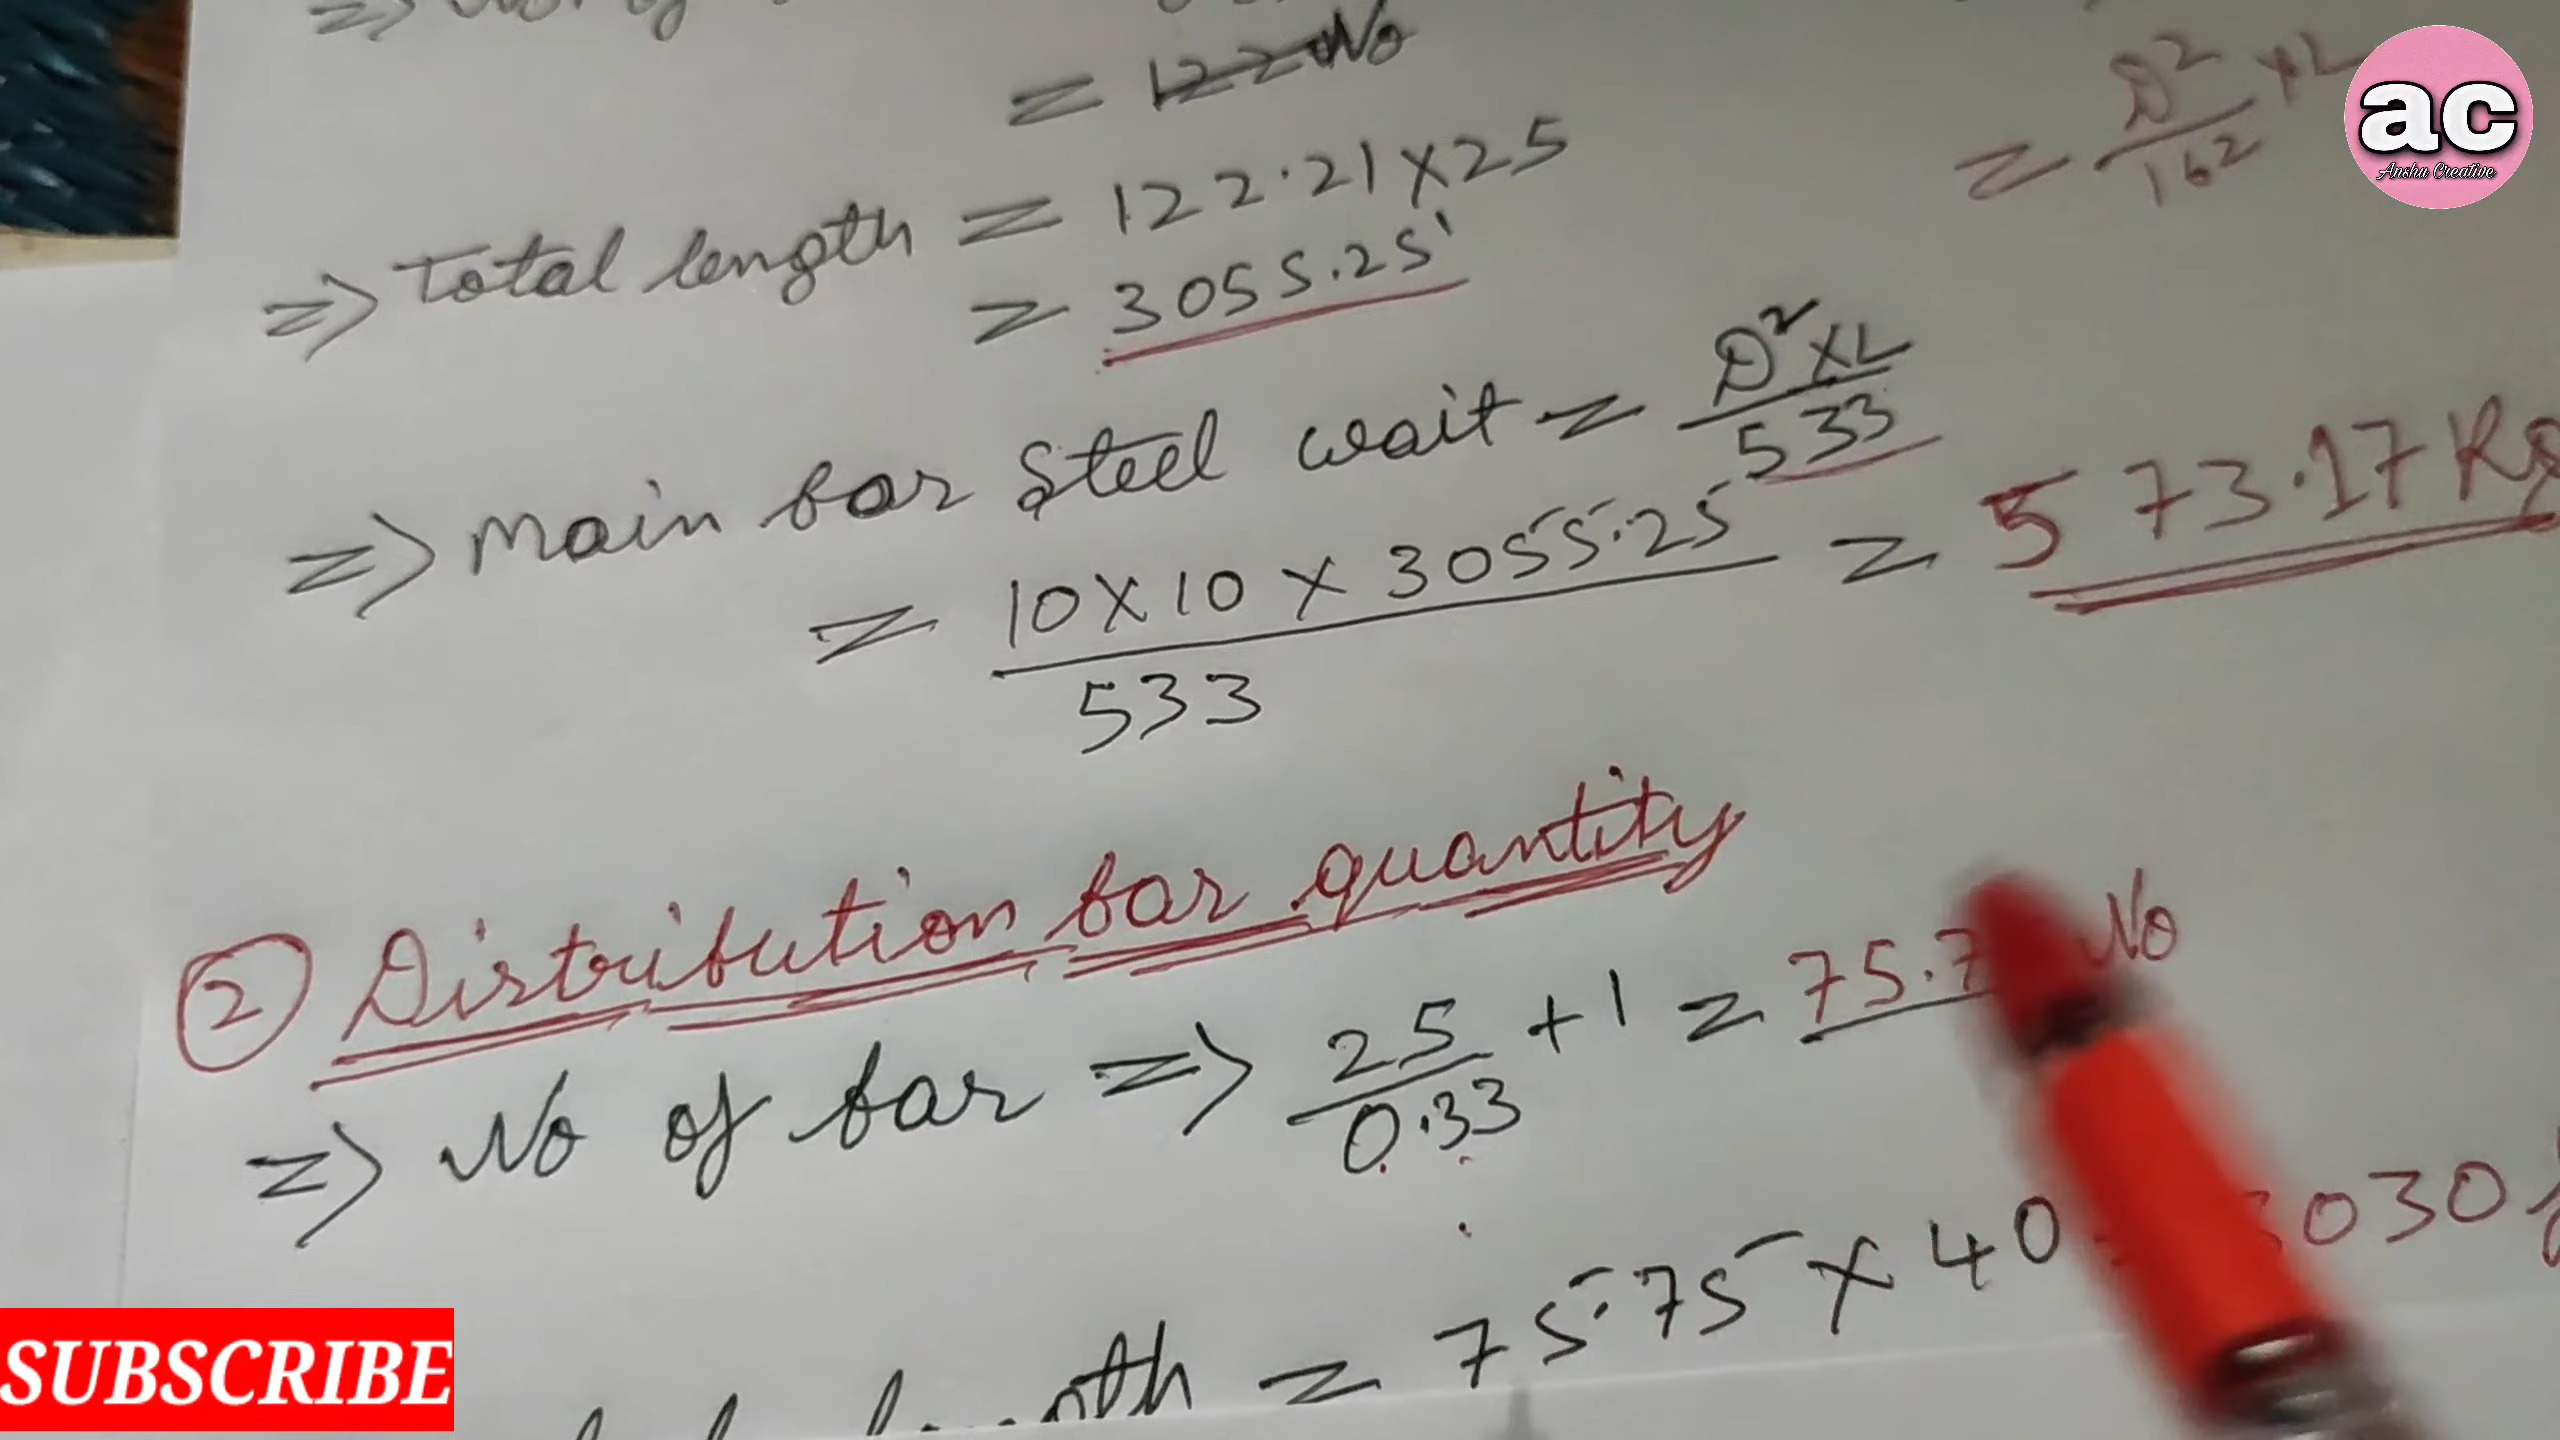 = 122 No
= D² × L / 162
ac
Anshu Creative
⇒ Total length = 122.21 × 25
= 3055.25'
⇒ Main bar Steel wait = D² × L / 533
= 10 × 10 × 3055.25 / 533 = 573.17 Kg
② Distribution bar quantity
⇒ No of bar ⇒ 25 / 0.33 + 1 = 75.7 No
length = 75.75 × 40 3030
SUBSCRIBE